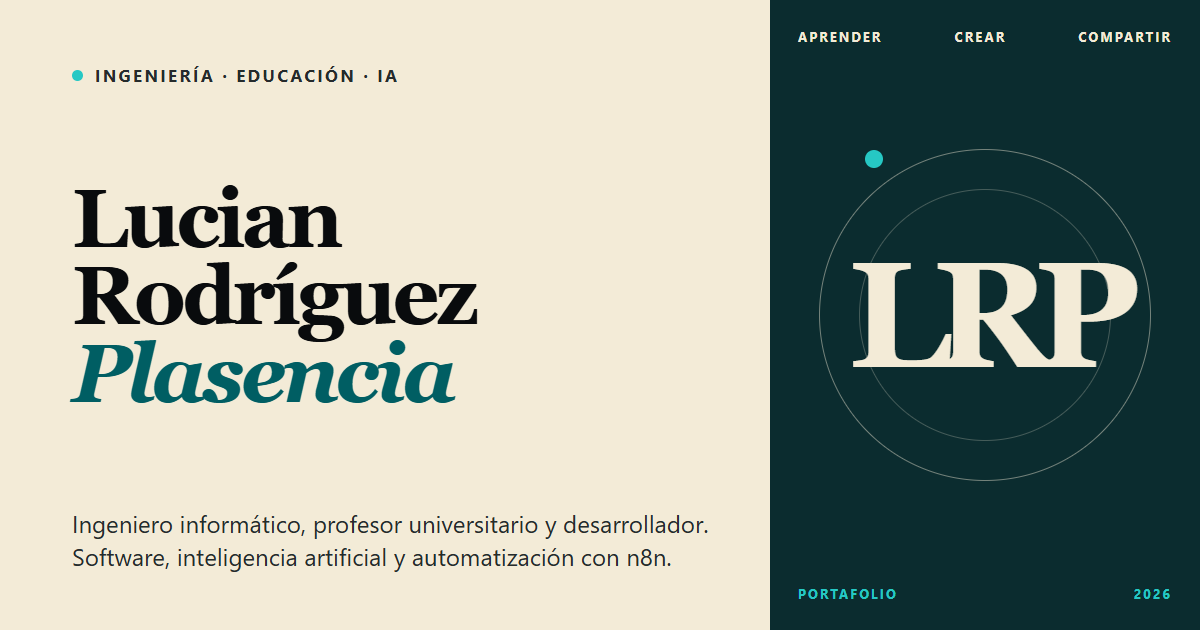 INGENIERÍA · EDUCACIÓN · IA
Lucian
Rodríguez
Plasencia
Ingeniero informático, profesor universitario y desarrollador.
Software, inteligencia artificial y automatización con n8n.
APRENDER CREAR COMPARTIR
LRP
PORTAFOLIO 2026